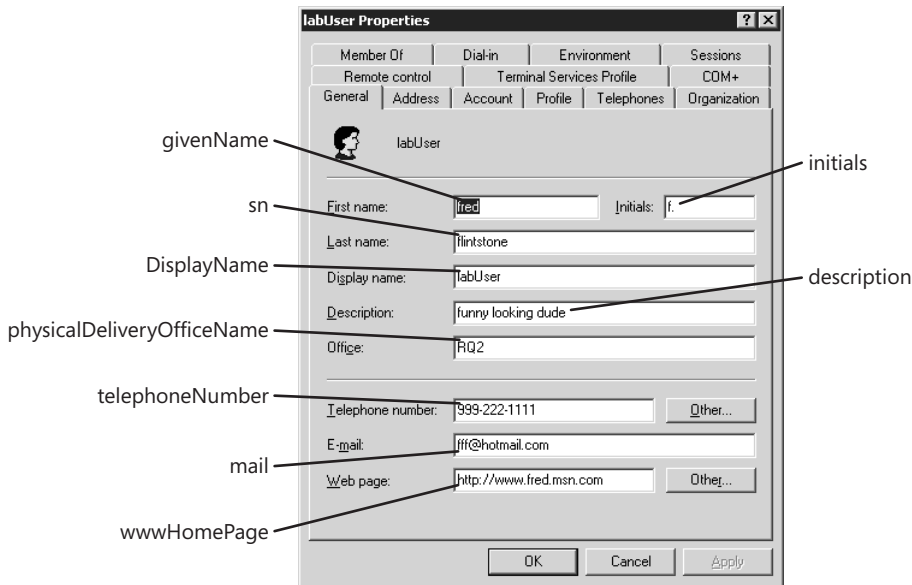 labUser Properties
Member Of Dial-in Environment Sessions
Remote control Terminal Services Profile COM+
General Address Account Profile Telephones Organization
labUser
givenName
initials
First name: fred Initials: f.
sn
Last name: flintstone
DisplayName
Display name: labUser
description
Description: funny looking dude
physicalDeliveryOfficeName
Office: RQ2
telephoneNumber
Telephone number: 999-222-1111 Other...
E-mail: fff@hotmail.com
mail
Web page: http://www.fred.msn.com Other...
wwwHomePage
OK Cancel Apply